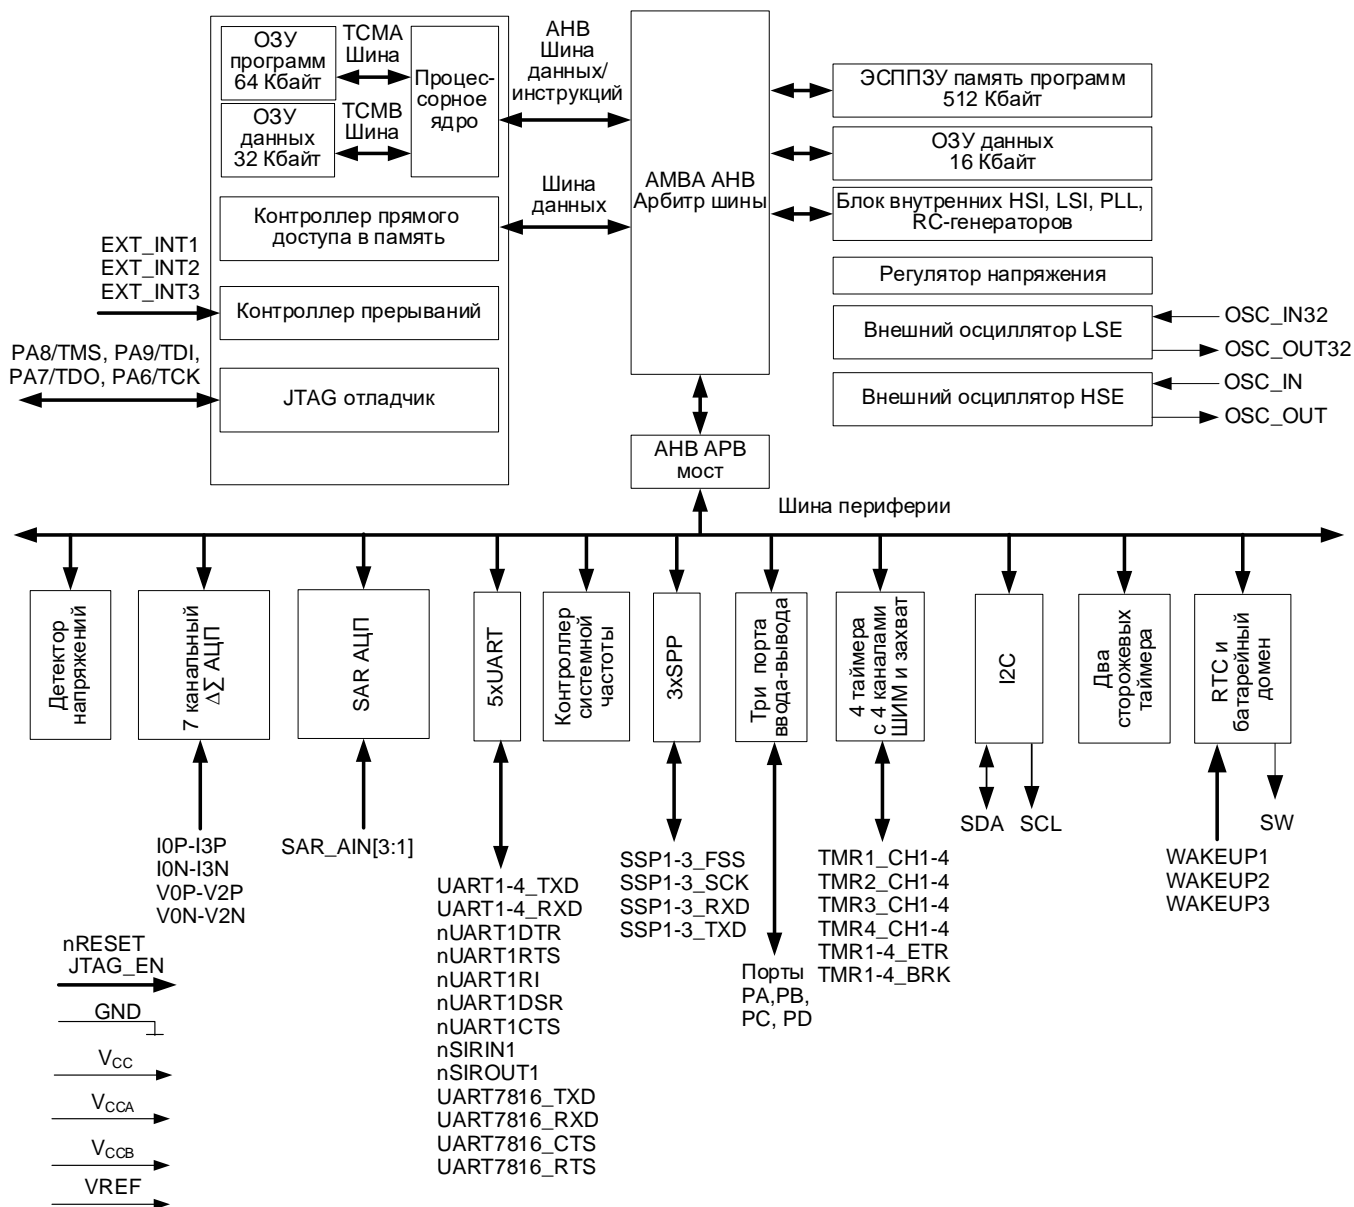 ОЗУ
программ
64 Кбайт
TCMA
Шина
Процес-
сорное
ядро
ОЗУ
данных
32 Кбайт
TCMB
Шина
АНВ
Шина
данных/
инструкций
Шина
данных
Контроллер прямого
доступа в память
Контроллер прерываний
JTAG отладчик
EXT_INT1
EXT_INT2
EXT_INT3
PA8/TMS, PA9/TDI,
PA7/TDO, PA6/TCK
АМВА АНВ
Арбитр шины
ЭСППЗУ память программ
512 Кбайт
ОЗУ данных
16 Кбайт
Блок внутренних HSI, LSI, PLL,
RC-генераторов
Регулятор напряжения
Внешний осциллятор LSE
OSC_IN32
OSC_OUT32
Внешний осциллятор HSE
OSC_IN
OSC_OUT
АНВ АРВ
мост
Шина периферии
Детектор
напряжений
7 канальный
ΔΣ АЦП
SAR АЦП
5xUART
Контроллер
системной
частоты
3xSPP
Три порта
ввода-вывода
4 таймера
с 4 каналами
ШИМ и захват
I2C
Два
сторожевых
таймера
RTC и
батарейный
домен
I0P-I3P
I0N-I3N
V0P-V2P
V0N-V2N
SAR_AIN[3:1]
UART1-4_TXD
UART1-4_RXD
nUART1DTR
nUART1RTS
nUART1RI
nUART1DSR
nUART1CTS
nSIRIN1
nSIROUT1
UART7816_TXD
UART7816_RXD
UART7816_CTS
UART7816_RTS
SSP1-3_FSS
SSP1-3_SCK
SSP1-3_RXD
SSP1-3_TXD
Порты
PA,PB,
PC, PD
TMR1_CH1-4
TMR2_CH1-4
TMR3_CH1-4
TMR4_CH1-4
TMR1-4_ETR
TMR1-4_BRK
SDA
SCL
WAKEUP1
WAKEUP2
WAKEUP3
SW
nRESET
JTAG_EN
GND
VCC
VCCA
VCCB
VREF